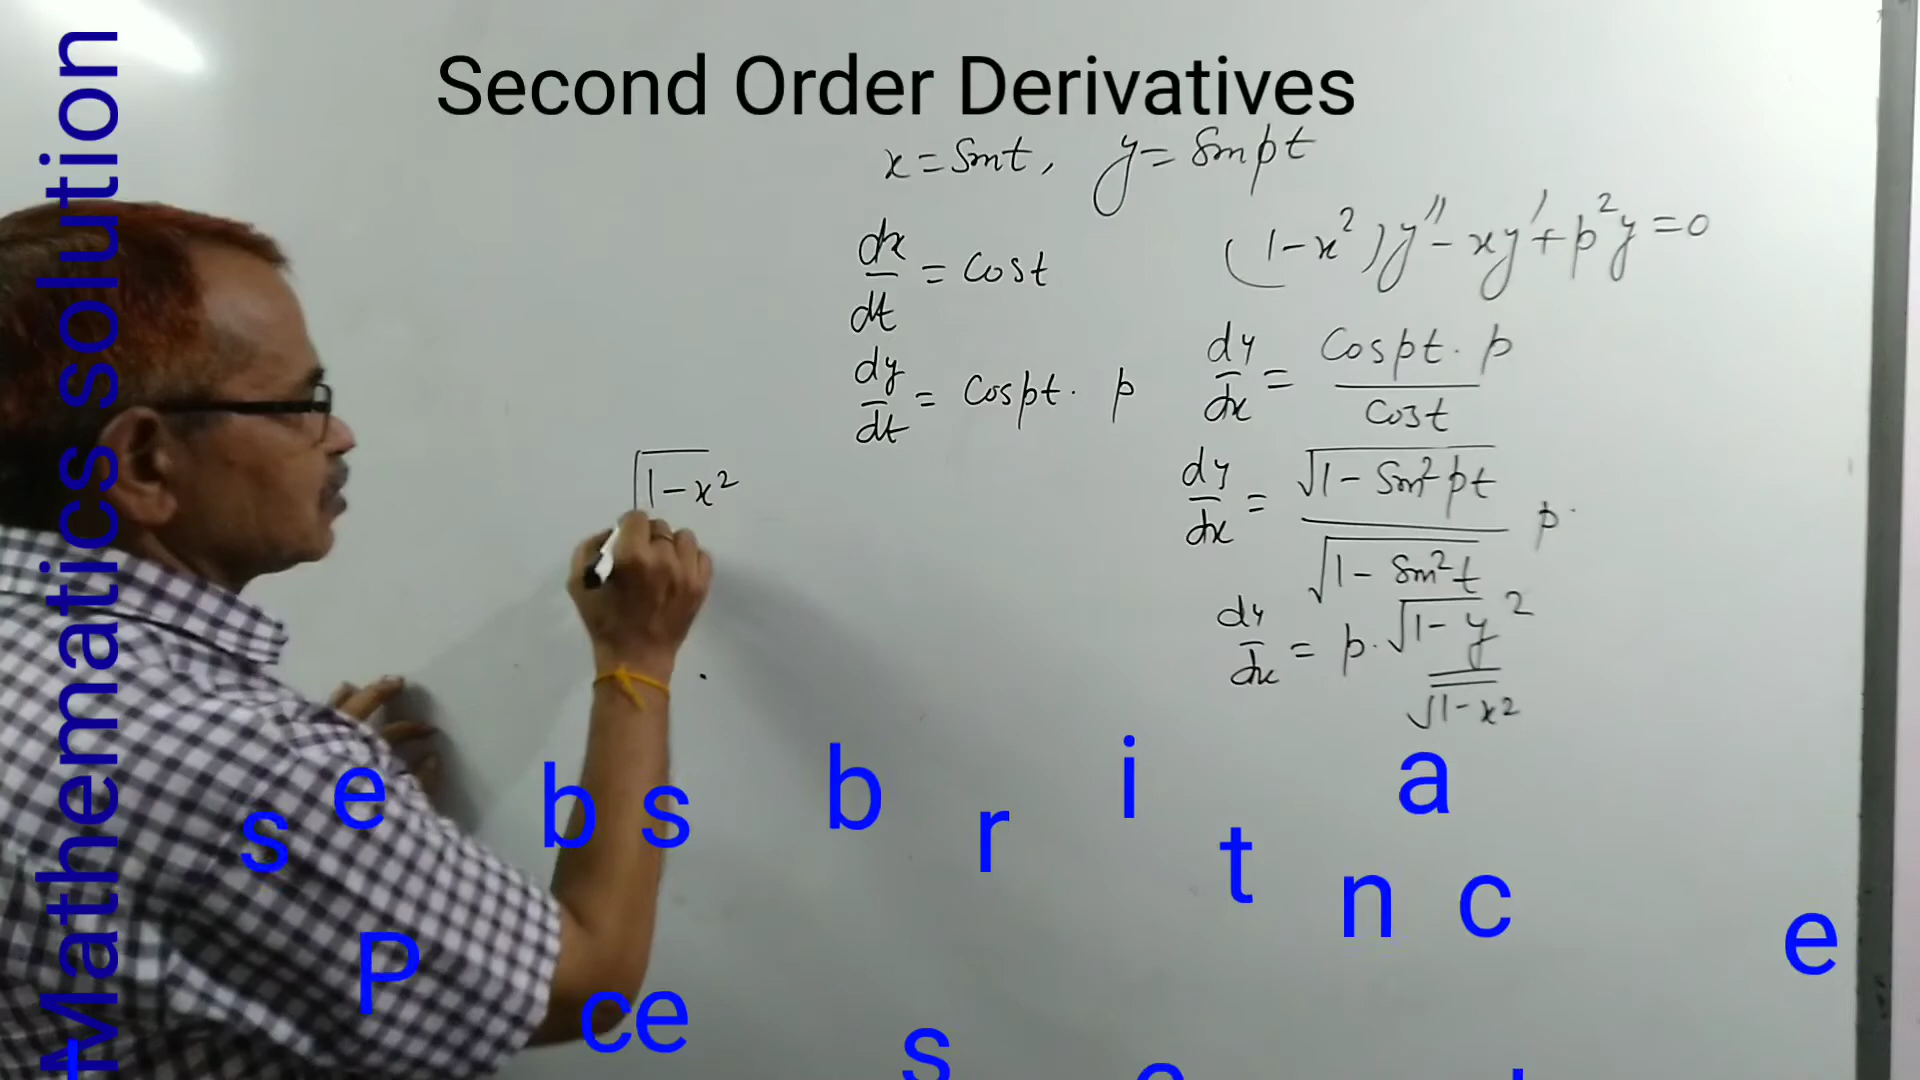 Mathematics solution
Second Order Derivatives
x = Sin t, y = Sin pt
dx/dt = Cos t
(1-x²)y'' - xy' + p²y = 0
dy/dt = Cos pt · p
dy/dx = Cos pt · p / Cos t
√1-x²
dy/dx = √1 - Sin² pt / √1 - Sin² t p·
dy/dx = p · √1 - y² / √1-x²
s e b s b r i t a
n c e
P ce s